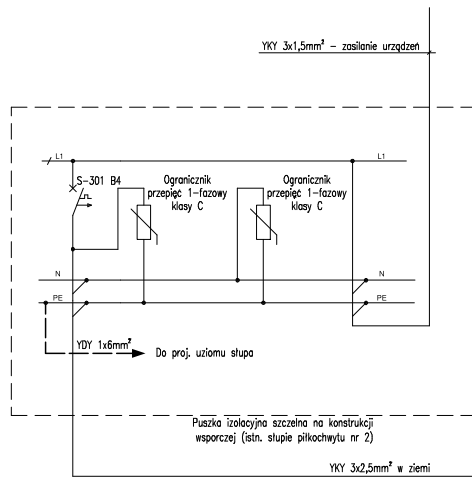 YKY 3x1,5mm² – zasilanie urządzeń
L1
L1
S-301 B4
Ogranicznik
przepięć 1-fazowy
klasy C
Ogranicznik
przepięć 1-fazowy
klasy C
N
N
PE
PE
YDY 1x6mm²
Do proj. uziomu słupa
Puszka izolacyjna szczelna na konstrukcji
wsporczej (istn. słupie piłkochwytu nr 2)
YKY 3x2,5mm² w ziemi